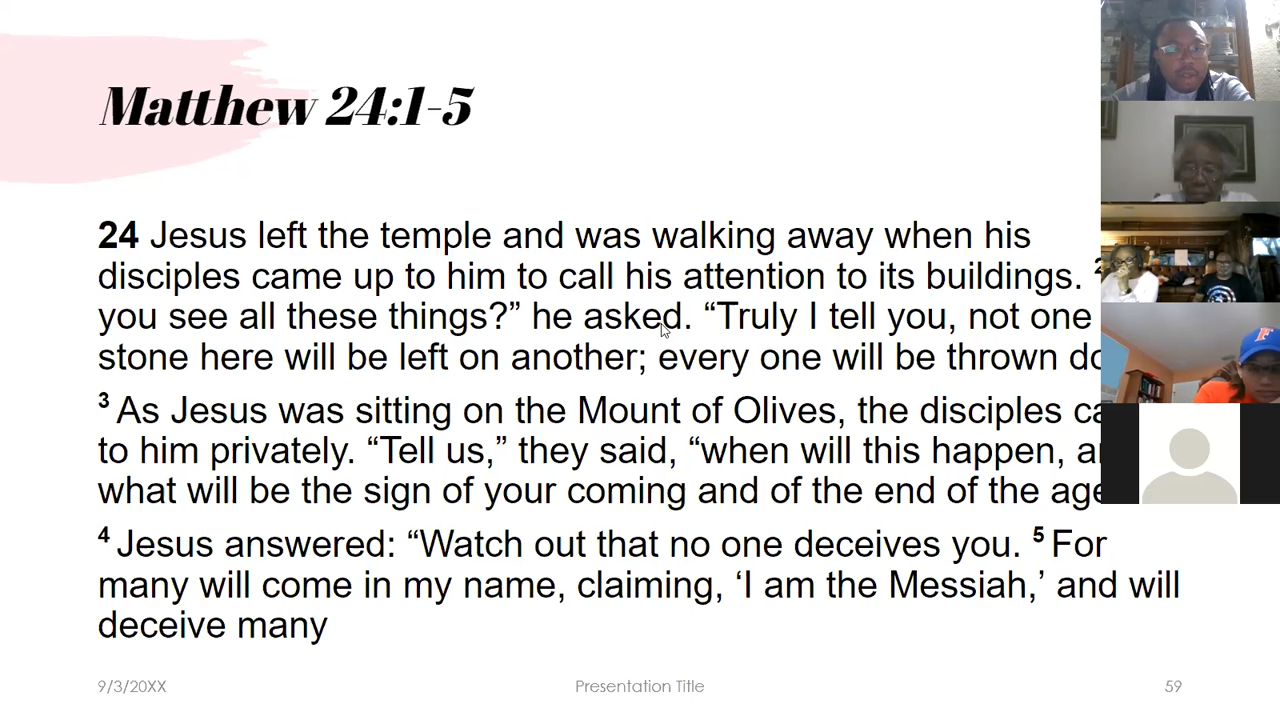 Matthew 24:1-5
24 Jesus left the temple and was walking away when his
disciples came up to him to call his attention to its buildings. 2
you see all these things?” he asked. “Truly I tell you, not one
stone here will be left on another; every one will be thrown do
3 As Jesus was sitting on the Mount of Olives, the disciples ca
to him privately. “Tell us,” they said, “when will this happen, a
what will be the sign of your coming and of the end of the age
4 Jesus answered: “Watch out that no one deceives you. 5 For
many will come in my name, claiming, ‘I am the Messiah,’ and will
deceive many
9/3/20XX
Presentation Title
59
F